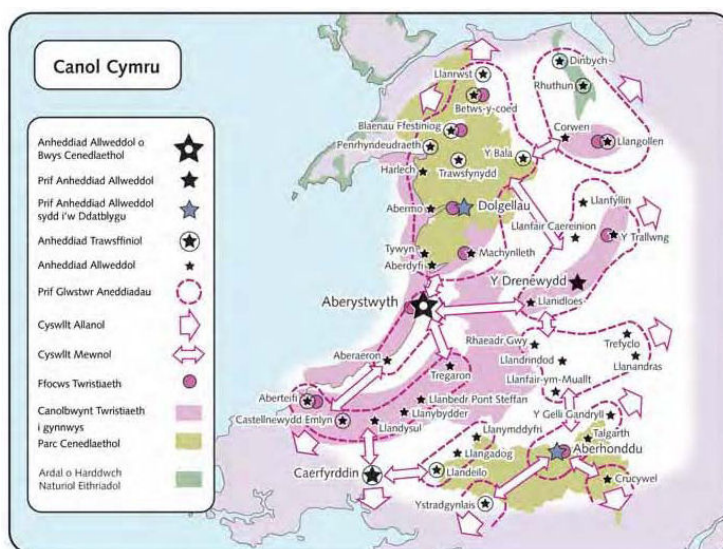 Canol Cymru
Anheddiad Allweddol o
Bwys Cenedlaethol
Prif Anheddiad Allweddol
Prif Anheddiad Allweddol
sydd i'w Ddatblygu
Anheddiad Trawsffiniol
Anheddiad Allweddol
Prif Glwstwr Aneddiadau
Cyswllt Allanol
Cyswllt Mewnol
Ffocws Twristiaeth
Canolbwynt Twristiaeth
i gynnwys
Parc Cenedlaethol
Ardal o Harddwch
Naturiol Eithriadol
Llanrwst
Dinbych
Rhuthun
Betws-y-coed
Blaenau Ffestiniog
Penrhyndeudraeth
Corwen
Llangollen
Y Bala
Trawsfynydd
Harlech
Abermo
Dolgellau
Llanfyllin
Llanfair Caereinion
Y Trallwng
Tywyn
Machynlleth
Aberdyfi
Y Drenewydd
Aberystwyth
Llanidloes
Rhaeadr Gwy
Trefyclo
Aberaeron
Llandrindod
Llanandras
Tregaron
Llanfair-ym-Muallt
Aberteifi
Llanbedr Pont Steffan
Castellnewydd Emlyn
Llanybydder
Y Gelli Gandryll
Llandysul
Llanymddyfri
Talgarth
Llangadog
Aberhonddu
Caerfyrddin
Llandeilo
Crucywel
Ystradgynlais